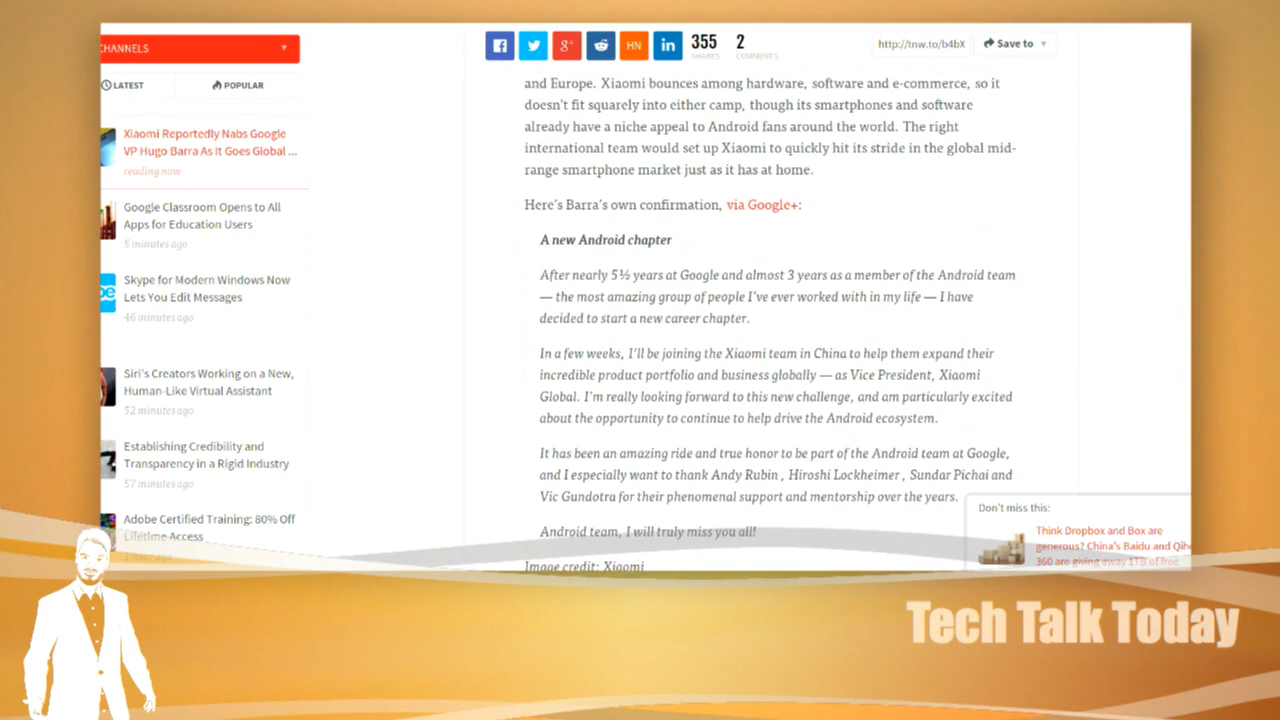 CHANNELS
LATEST
POPULAR
Xiaomi Reportedly Nabs Google
VP Hugo Barra As It Goes Global ...
reading now
Google Classroom Opens to All
Apps for Education Users
5 minutes ago
Skype for Modern Windows Now
Lets You Edit Messages
46 minutes ago
Siri's Creators Working on a New,
Human-Like Virtual Assistant
52 minutes ago
Establishing Credibility and
Transparency in a Rigid Industry
57 minutes ago
Adobe Certified Training: 80% Off
Lifetime Access
1 hour ago
HN
355
SHARES
2
COMMENTS
http://tnw.to/b4bX
Save to
and Europe. Xiaomi bounces among hardware, software and e-commerce, so it
doesn't fit squarely into either camp, though its smartphones and software
already have a niche appeal to Android fans around the world. The right
international team would set up Xiaomi to quickly hit its stride in the global mid-
range smartphone market just as it has at home.
Here's Barra's own confirmation, via Google+:
A new Android chapter
After nearly 5½ years at Google and almost 3 years as a member of the Android team
— the most amazing group of people I've ever worked with in my life — I have
decided to start a new career chapter.
In a few weeks, I'll be joining the Xiaomi team in China to help them expand their
incredible product portfolio and business globally — as Vice President, Xiaomi
Global. I'm really looking forward to this new challenge, and am particularly excited
about the opportunity to continue to help drive the Android ecosystem.
It has been an amazing ride and true honor to be part of the Android team at Google,
and I especially want to thank Andy Rubin , Hiroshi Lockheimer , Sundar Pichai and
Vic Gundotra for their phenomenal support and mentorship over the years.
Android team, I will truly miss you all!
Image credit: Xiaomi
Don't miss this:
Think Dropbox and Box are
generous? China's Baidu and Qiho
360 are giving away 1TB of free
Tech Talk Today